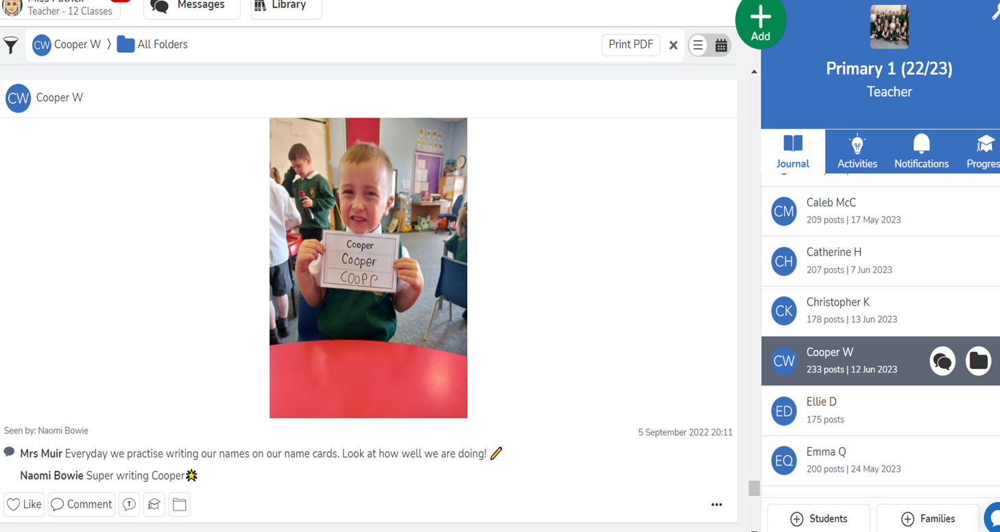 Teacher - 12 Classes
Messages
Library
Add
CW Cooper W 〉 All Folders
Print PDF
Primary 1 (22/23)
Teacher
CW Cooper W
Journal
Activities
Notifications
Cooper
Cooper
COOPR
Caleb McC
CM
209 posts | 17 May 2023
Catherine H
CH
207 posts | 7 Jun 2023
Christopher K
CK
178 posts | 13 Jun 2023
Cooper W
CW
233 posts | 12 Jun 2023
Ellie D
ED
175 posts
Emma Q
EQ
200 posts | 24 May 2023
Seen by: Naomi Bowie
5 September 2022 20:11
Mrs Muir Everyday we practise writing our names on our name cards. Look at how well we are doing!
Naomi Bowie Super writing Cooper
Like
Comment
T
Students
Families